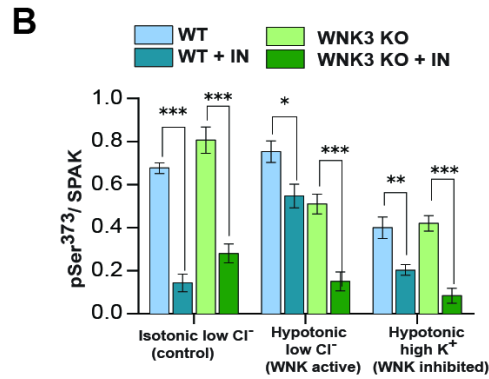 B
WT
WT + IN
WNK3 KO
WNK3 KO + IN
pSer³⁷³/ SPAK
1.0
0.8
0.6
0.4
0.2
0.0
***
***
*
***
**
***
Isotonic low Cl⁻
(control)
Hypotonic
low Cl⁻
(WNK active)
Hypotonic
high K⁺
(WNK inhibited)